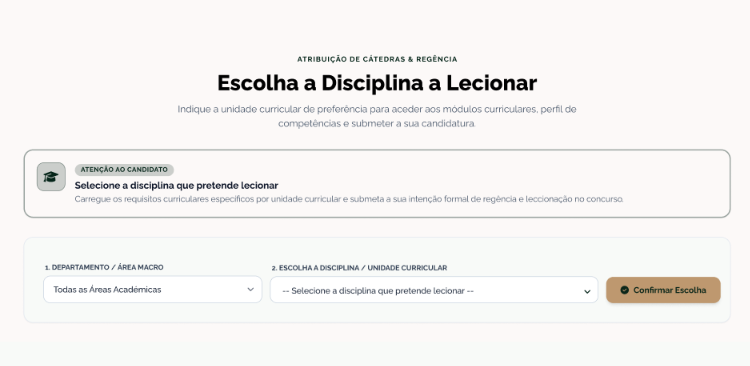 ATRIBUIÇÃO DE CÁTEDRAS & REGÊNCIA
Escolha a Disciplina a Lecionar
Indique a unidade curricular de preferência para aceder aos módulos curriculares, perfil de
competências e submeter a sua candidatura.
ATENÇÃO AO CANDIDATO
Selecione a disciplina que pretende lecionar
Carregue os requisitos curriculares específicos por unidade curricular e submeta a sua intenção formal de regência e leccionação no concurso.
1. DEPARTAMENTO / ÁREA MACRO
Todas as Áreas Académicas
2. ESCOLHA A DISCIPLINA / UNIDADE CURRICULAR
-- Selecione a disciplina que pretende lecionar --
Confirmar Escolha